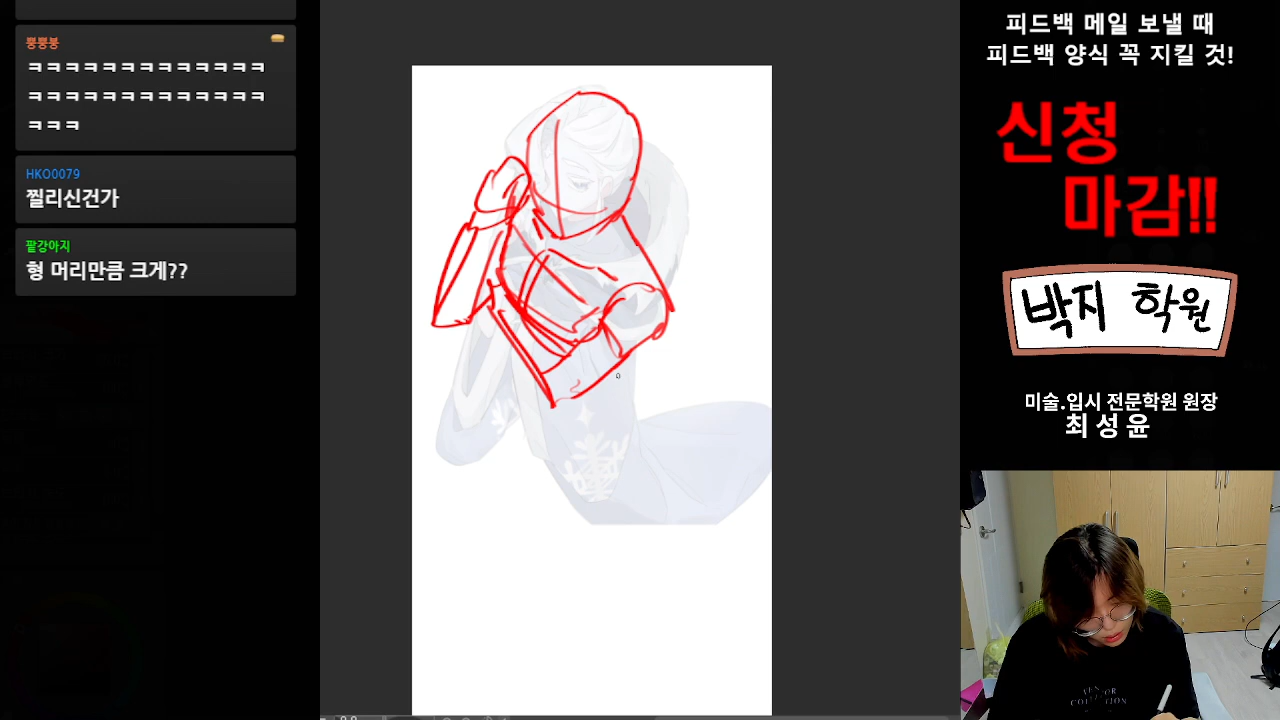 뿡뿡붕
ㅋㅋㅋㅋㅋㅋㅋㅋㅋㅋㅋㅋㅋ
ㅋㅋㅋㅋㅋㅋㅋㅋㅋㅋㅋㅋㅋ
ㅋㅋㅋ
HKO0079
찔리신건가
팥강아지
형 머리만큼 크게??
피드백 메일 보낼 때
피드백 양식 꼭 지킬 것!
신청
마감!!
박지 학원
미술.입시 전문학원 원장
최성윤